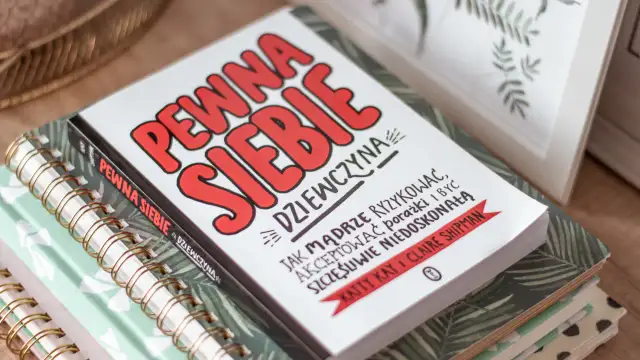 PEWNA
SIEBIE
DZIEWCZYNA
JAK MĄDRZE RYZYKOWAĆ,
AKCEPTOWAĆ porażki I BYĆ
SZCZĘŚLIWIE NIEDOSKONAŁĄ
KATTY KAY I CLAIRE SHIPMAN
PEWNA SIEBIE DZIEWCZYNA